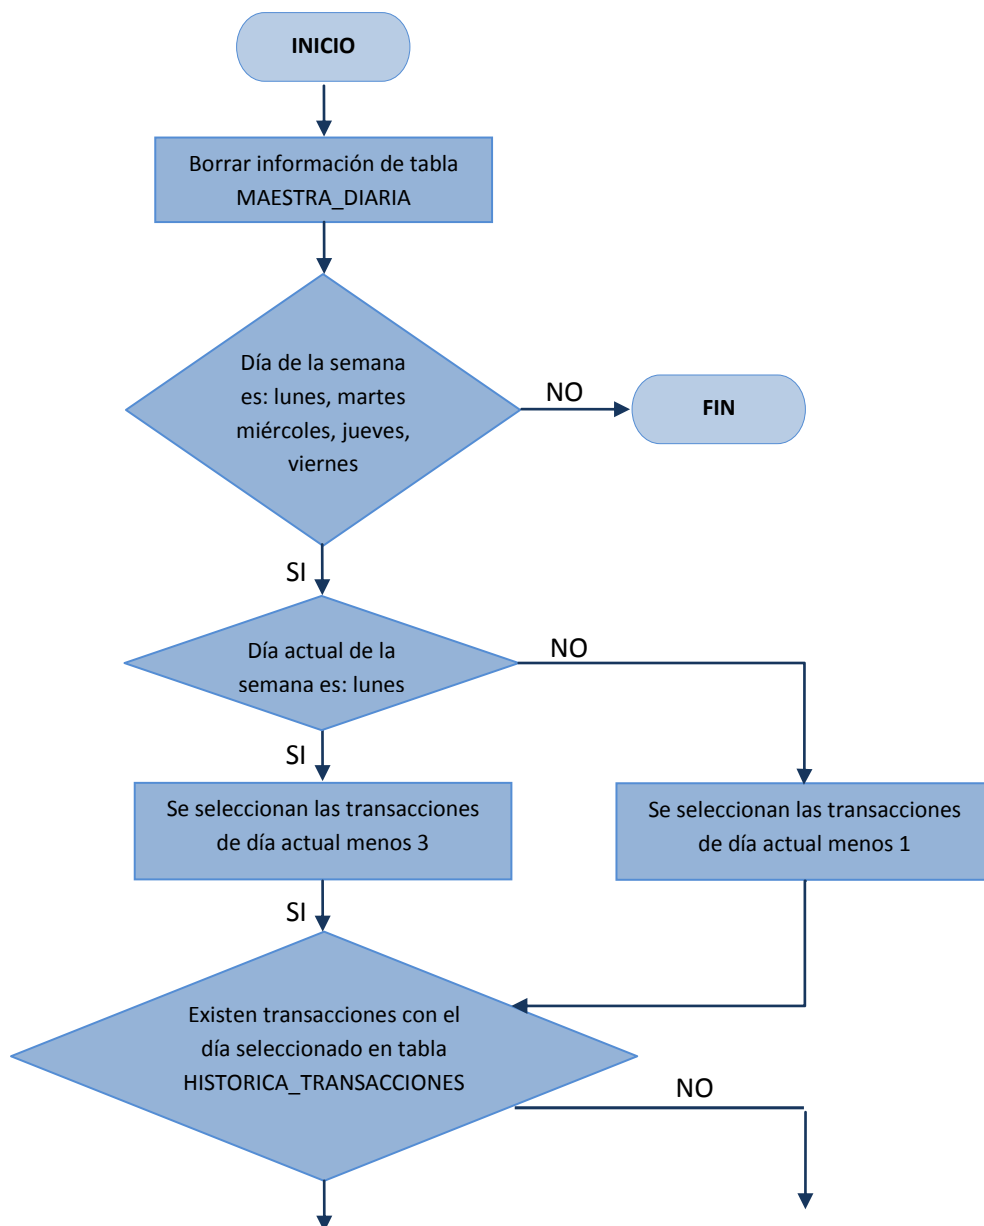 INICIO
Borrar información de tabla
MAESTRA_DIARIA
Día de la semana
es: lunes, martes
miércoles, jueves,
viernes
NO
FIN
SI
Día actual de la
semana es: lunes
NO
SI
Se seleccionan las transacciones
de día actual menos 3
Se seleccionan las transacciones
de día actual menos 1
SI
Existen transacciones con el
día seleccionado en tabla
HISTORICA_TRANSACCIONES
NO